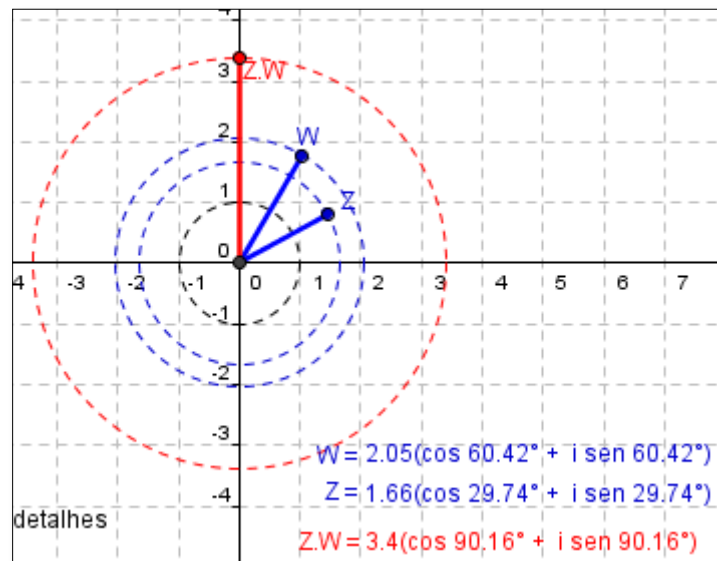 4
3
Z.W
2
W
1
Z
0
4 -3 -2 -1 0 1 2 3 4 5 6 7
-1
-2
-3
W = 2.05(cos 60.42° + i sen 60.42°)
Z = 1.66(cos 29.74° + i sen 29.74°)
-4
detalhes
Z.W = 3.4(cos 90.16° + i sen 90.16°)